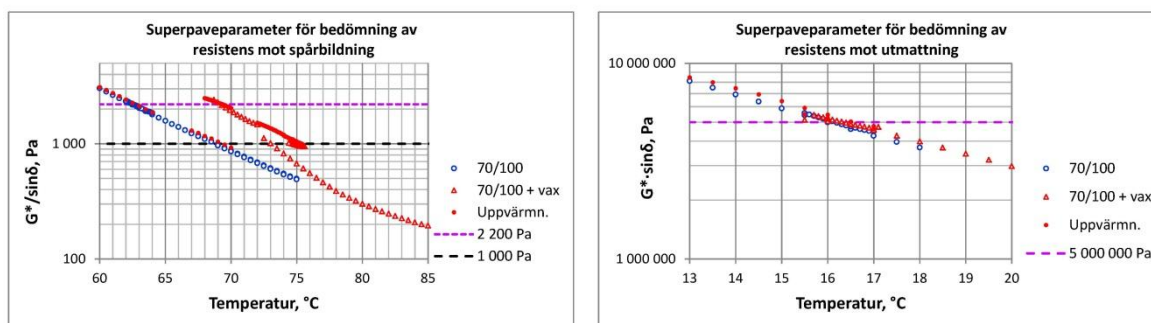 Superpaveparameter för bedömning av
resistens mot spårbildning
G*/sinδ, Pa
1 000
100
60
65
70
75
80
85
Temperatur, °C
70/100
70/100 + vax
Uppvärmn.
2 200 Pa
1 000 Pa
Superpaveparameter för bedömning av
resistens mot utmattning
G*·sinδ, Pa
10 000 000
1 000 000
13
14
15
16
17
18
19
20
Temperatur, °C
70/100
70/100 + vax
Uppvärmn.
5 000 000 Pa